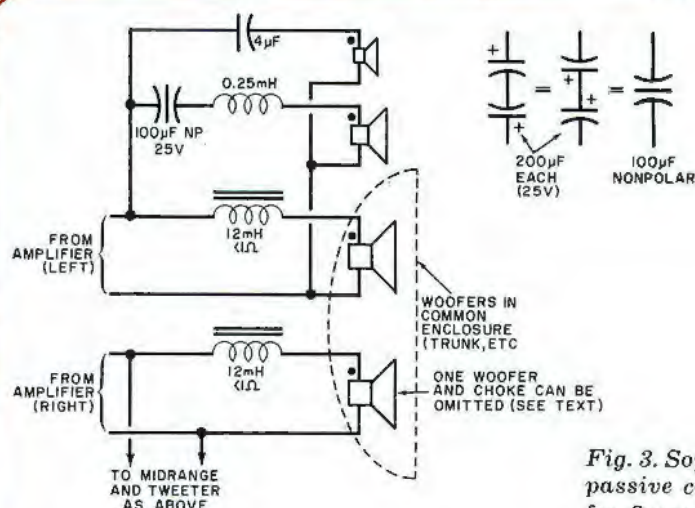 4µF
0.25mH
100µF NP
25V
12mH
<1Ω
FROM
AMPLIFIER
(LEFT)
12mH
<1Ω
FROM
AMPLIFIER
(RIGHT)
TO MIDRANGE
AND TWEETER
AS ABOVE
WOOFERS IN
COMMON
ENCLOSURE
(TRUNK, ETC
ONE WOOFER
AND CHOKE CAN BE
OMITTED (SEE TEXT)
+ + = + = 
+
200µF
EACH
(25V)
100µF
NONPOLAR
Fig. 3. So
passive c